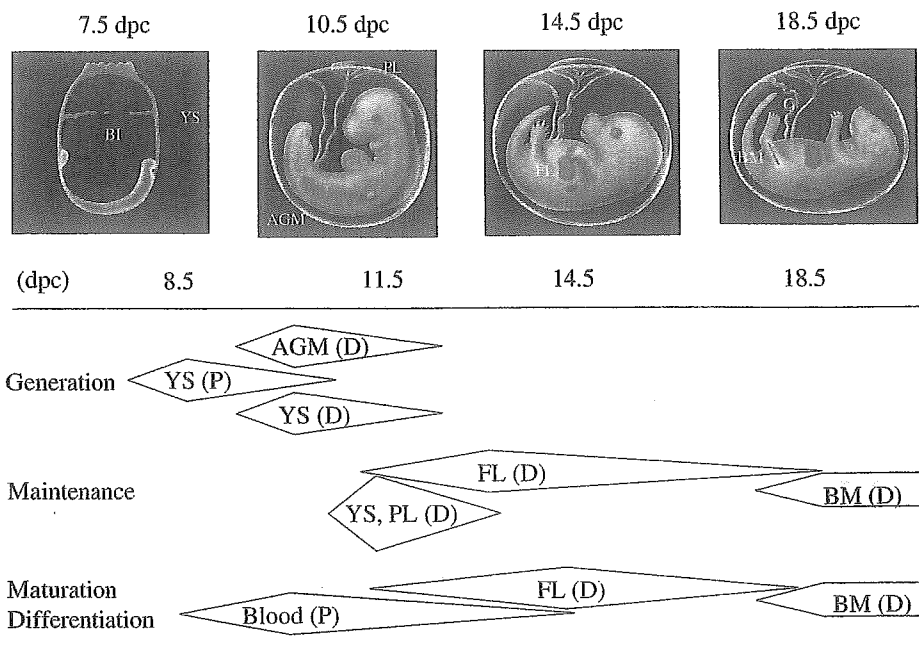 7.5 dpc 10.5 dpc 14.5 dpc 18.5 dpc
PL
YS
BI
FL
BM
AGM
(dpc) 8.5 11.5 14.5 18.5
AGM (D)
Generation YS (P)
YS (D)
FL (D)
Maintenance BM (D)
YS, PL (D)
Maturation FL (D)
Differentiation Blood (P) BM (D)